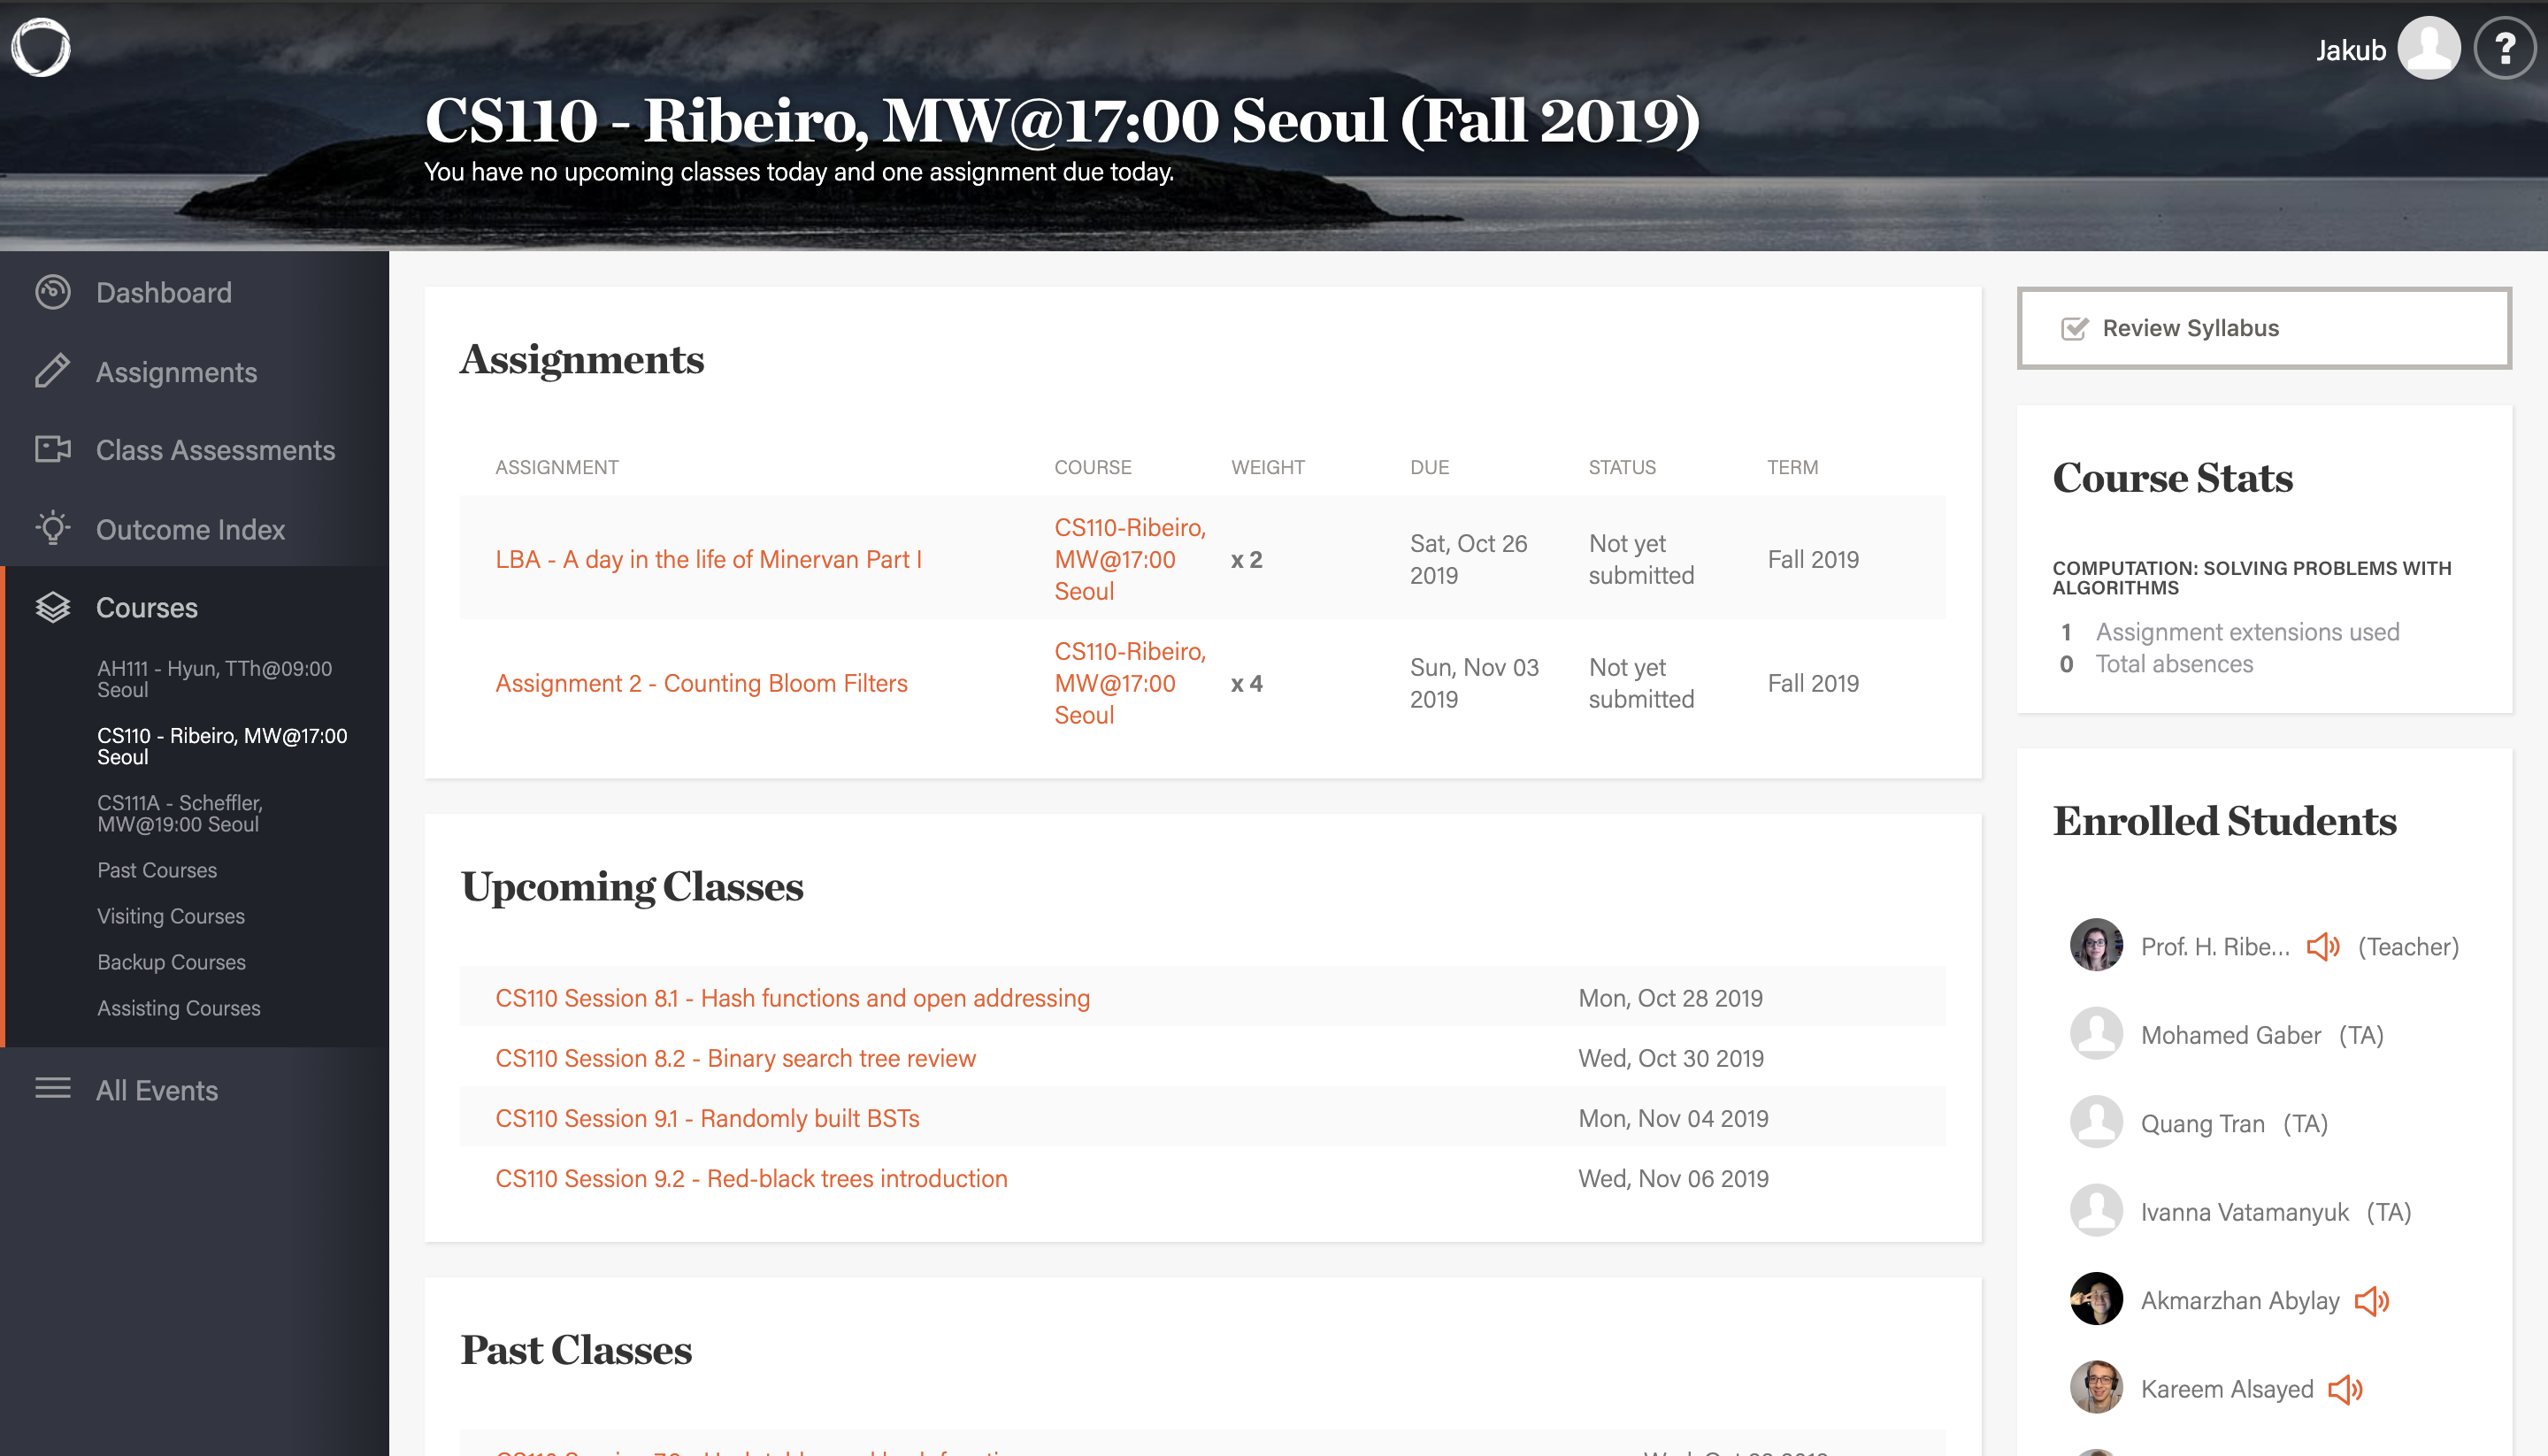 Jakub
?
CS110 - Ribeiro, MW@17:00 Seoul (Fall 2019)
You have no upcoming classes today and one assignment due today.
Dashboard
Assignments
Class Assessments
Outcome Index
Courses
AH111 - Hyun, TTh@09:00
Seoul
CS110 - Ribeiro, MW@17:00
Seoul
CS111A - Scheffler,
MW@19:00 Seoul
Past Courses
Visiting Courses
Backup Courses
Assisting Courses
All Events
Assignments
ASSIGNMENT COURSE WEIGHT DUE STATUS TERM
LBA - A day in the life of Minervan Part I
CS110-Ribeiro,
MW@17:00
Seoul
x 2
Sat, Oct 26
2019
Not yet
submitted
Fall 2019
Assignment 2 - Counting Bloom Filters
CS110-Ribeiro,
MW@17:00
Seoul
x 4
Sun, Nov 03
2019
Not yet
submitted
Fall 2019
Upcoming Classes
CS110 Session 8.1 - Hash functions and open addressing Mon, Oct 28 2019
CS110 Session 8.2 - Binary search tree review Wed, Oct 30 2019
CS110 Session 9.1 - Randomly built BSTs Mon, Nov 04 2019
CS110 Session 9.2 - Red-black trees introduction Wed, Nov 06 2019
Past Classes
Review Syllabus
Course Stats
COMPUTATION: SOLVING PROBLEMS WITH
ALGORITHMS
1 Assignment extensions used
0 Total absences
Enrolled Students
Prof. H. Ribe... (Teacher)
Mohamed Gaber (TA)
Quang Tran (TA)
Ivanna Vatamanyuk (TA)
Akmarzhan Abylay
Kareem Alsayed